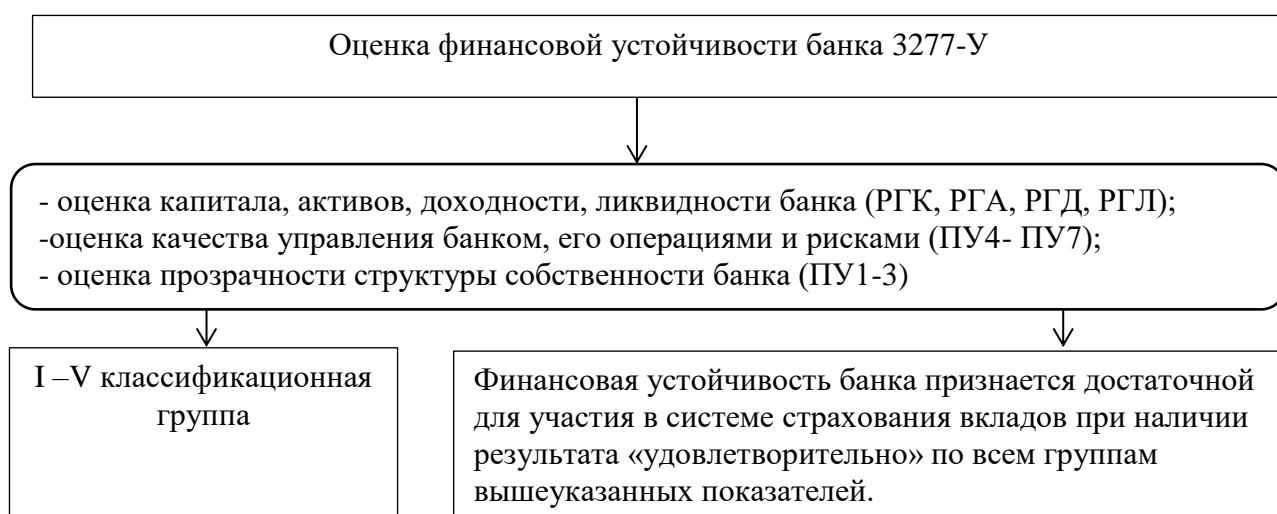 Оценка финансовой устойчивости банка 3277-У
- оценка капитала, активов, доходности, ликвидности банка (РГК, РГА, РГД, РГЛ);
-оценка качества управления банком, его операциями и рисками (ПУ4- ПУ7);
- оценка прозрачности структуры собственности банка (ПУ1-3)
I –V классификационная
группа
Финансовая устойчивость банка признается достаточной
для участия в системе страхования вкладов при наличии
результата «удовлетворительно» по всем группам
вышеуказанных показателей.